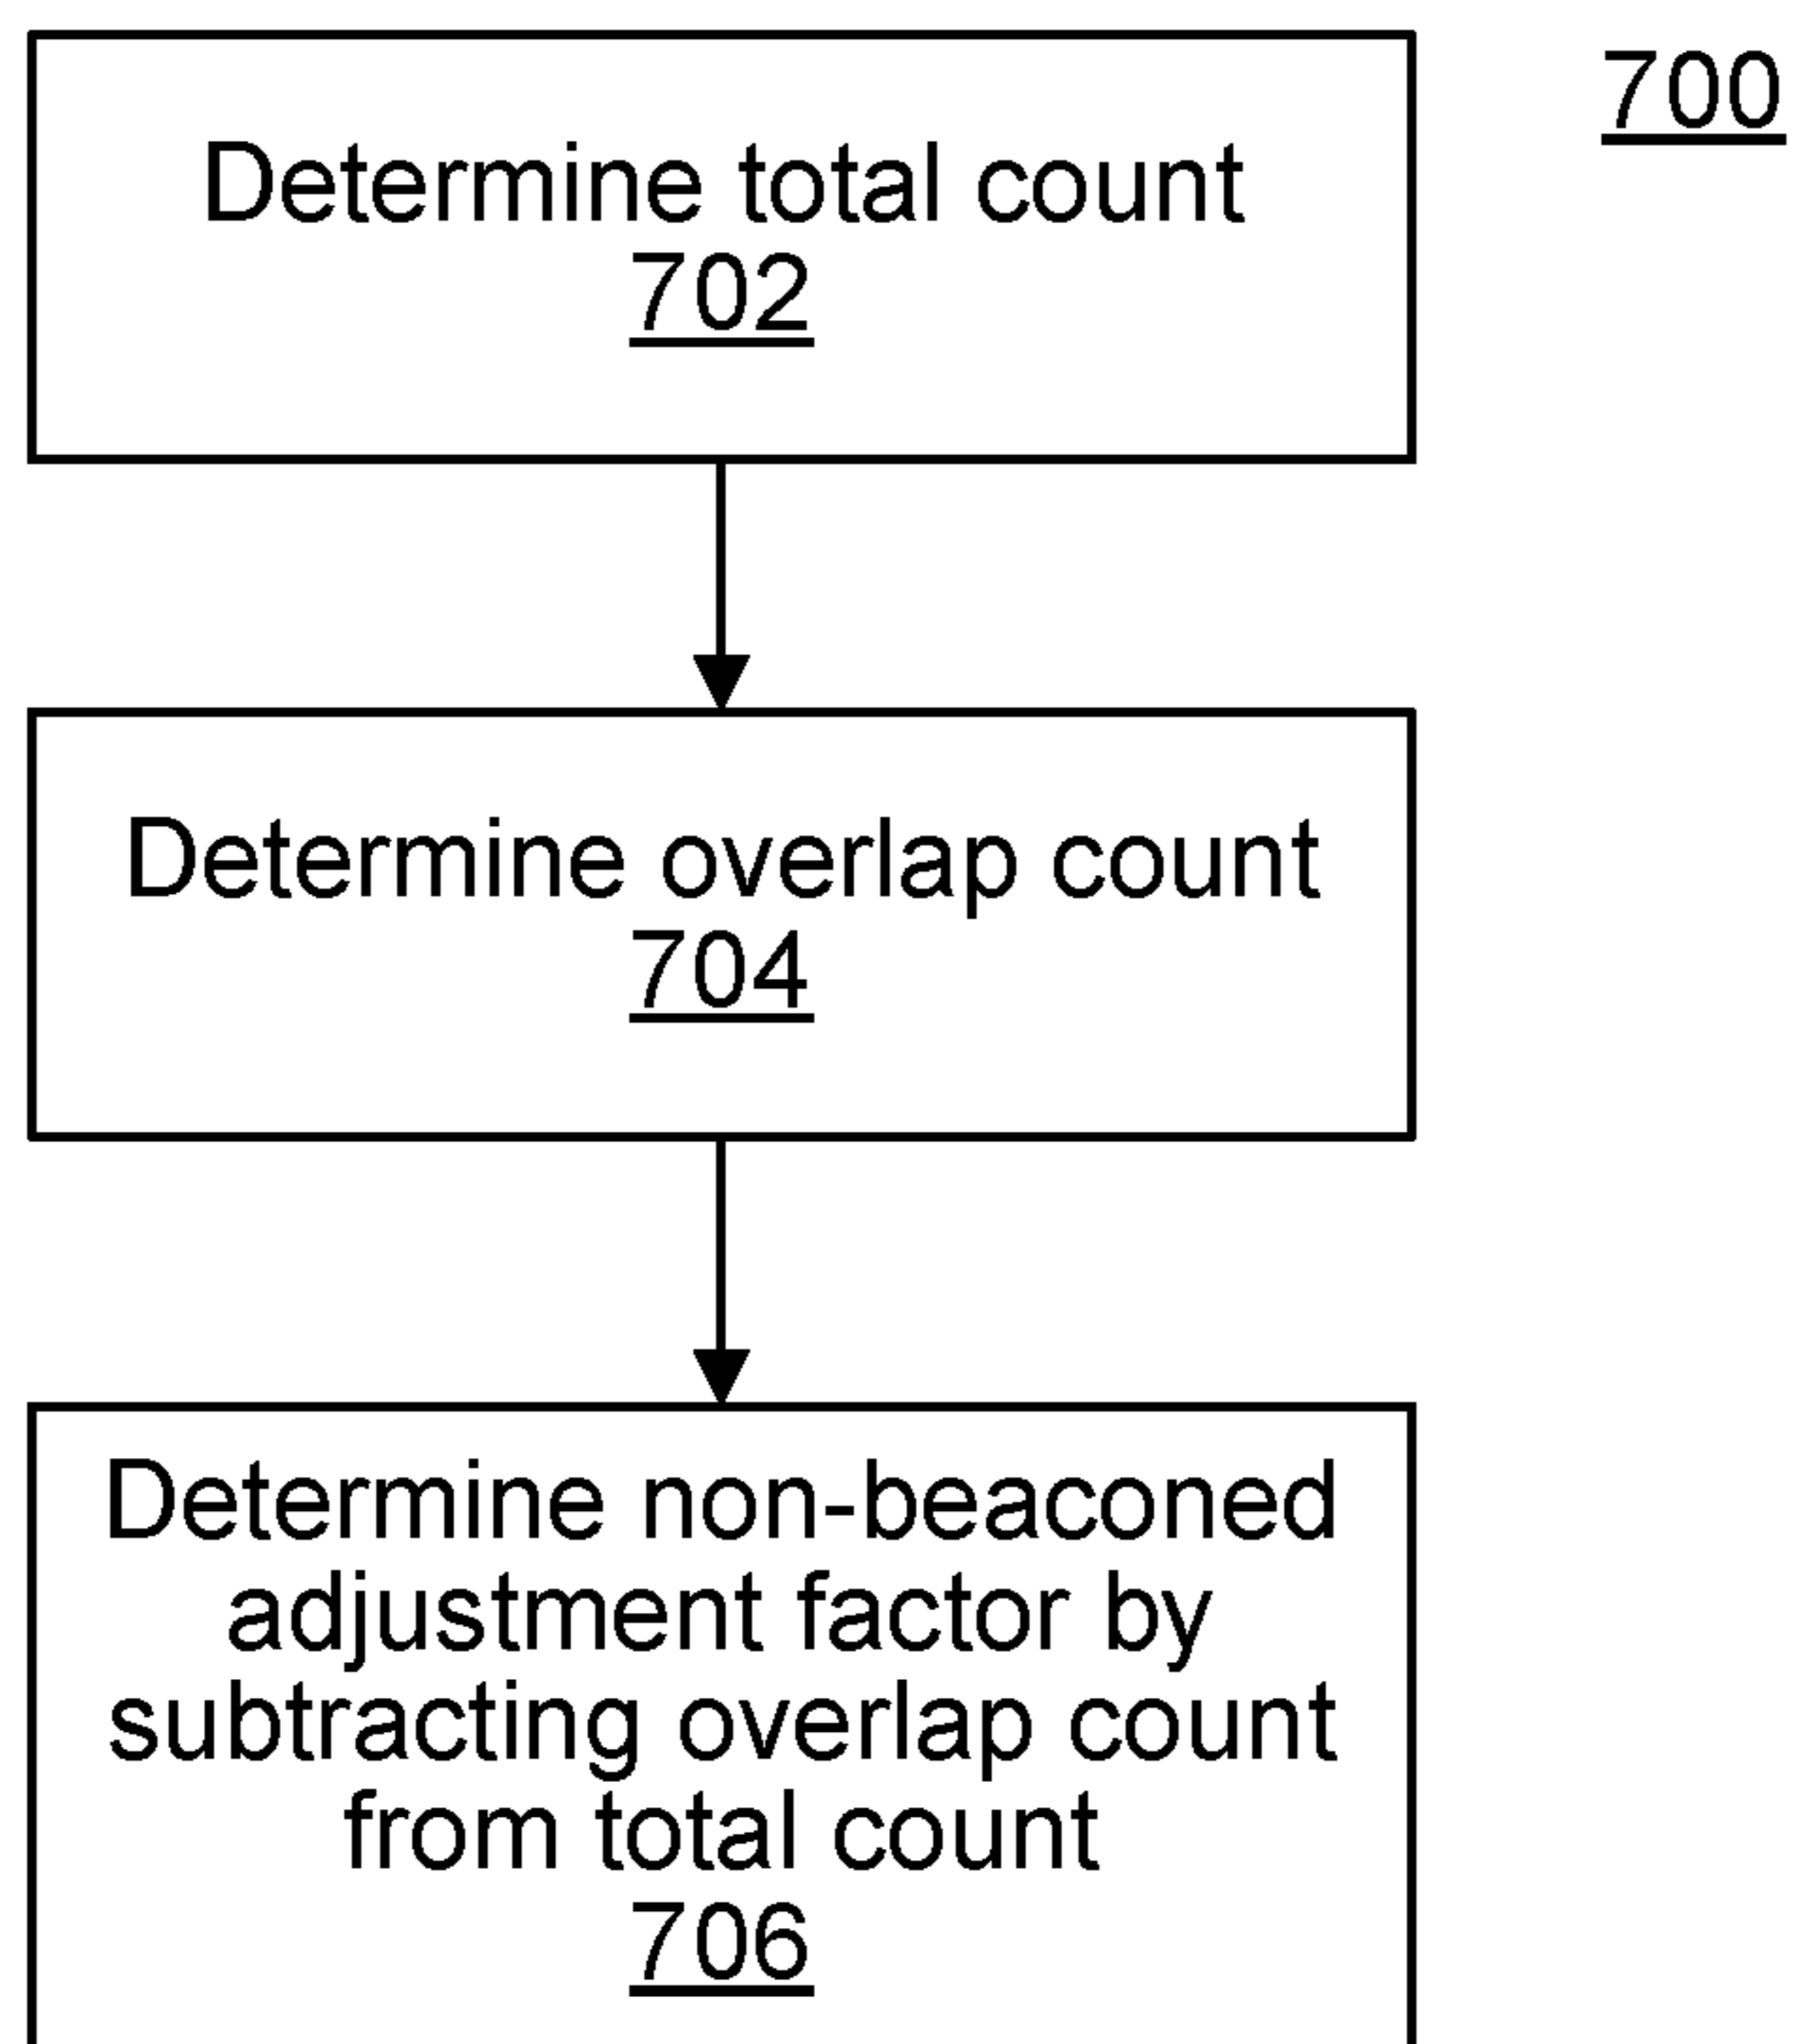 700
Determine total count
702
Determine overlap count
704
Determine non-beaconed
adjustment factor by
subtracting overlap count
from total count
706